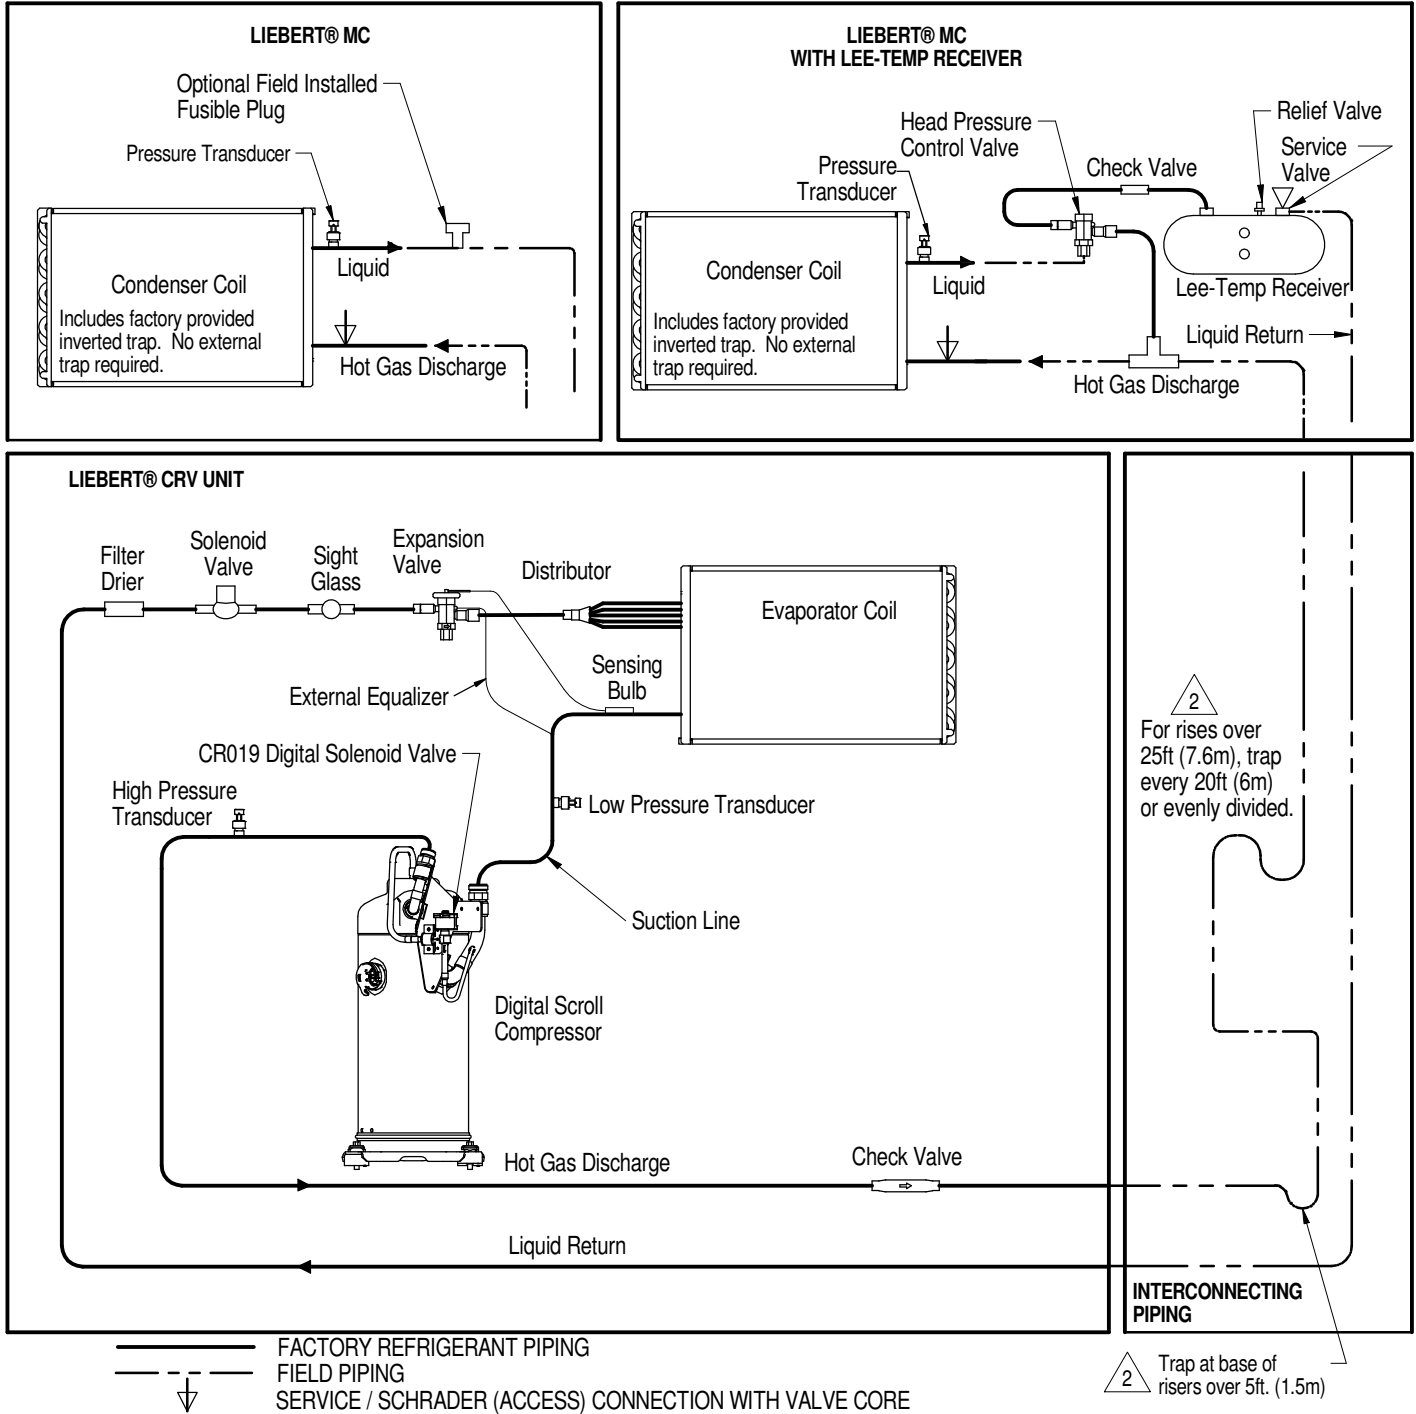 LIEBERT® MC
Optional Field Installed
Fusible Plug
Pressure Transducer
Liquid
Condenser Coil
Includes factory provided
inverted trap. No external
trap required.
Hot Gas Discharge
LIEBERT® MC
WITH LEE-TEMP RECEIVER
Relief Valve
Head Pressure
Control Valve
Service
Valve
Check Valve
Pressure
Transducer
Condenser Coil
Liquid
Lee-Temp Receiver
Includes factory provided
inverted trap. No external
trap required.
Liquid Return
Hot Gas Discharge
LIEBERT® CRV UNIT
Filter
Drier
Solenoid
Valve
Sight
Glass
Expansion
Valve
Distributor
Evaporator Coil
Sensing
Bulb
External Equalizer
CR019 Digital Solenoid Valve
High Pressure
Transducer
Low Pressure Transducer
Suction Line
Digital Scroll
Compressor
Hot Gas Discharge
Check Valve
Liquid Return
2
For rises over
25ft (7.6m), trap
every 20ft (6m)
or evenly divided.
INTERCONNECTING
PIPING
2
Trap at base of
risers over 5ft. (1.5m)
FACTORY REFRIGERANT PIPING
FIELD PIPING
SERVICE / SCHRADER (ACCESS) CONNECTION WITH VALVE CORE